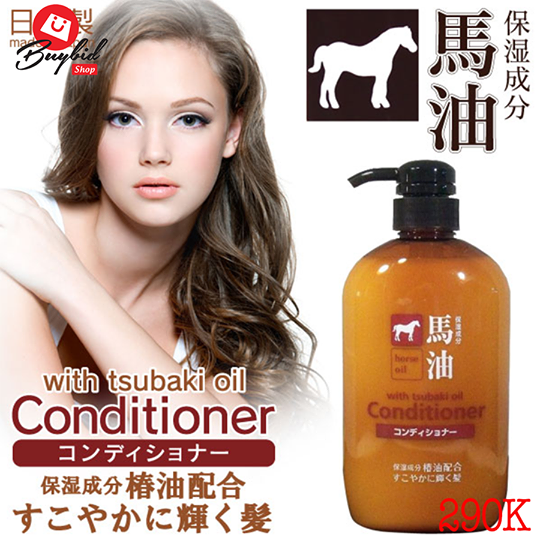 日 製
made
Buybid
Shop
保湿成分
馬油
with tsubaki oil
Conditioner
コンディショナー
保湿成分 椿油配合
すこやかに輝く髪
保湿成分
馬油
horse
oil
with tsubaki oil
Conditioner
コンディショナー
保湿成分 椿油配合
すこやかに輝く髪
290K